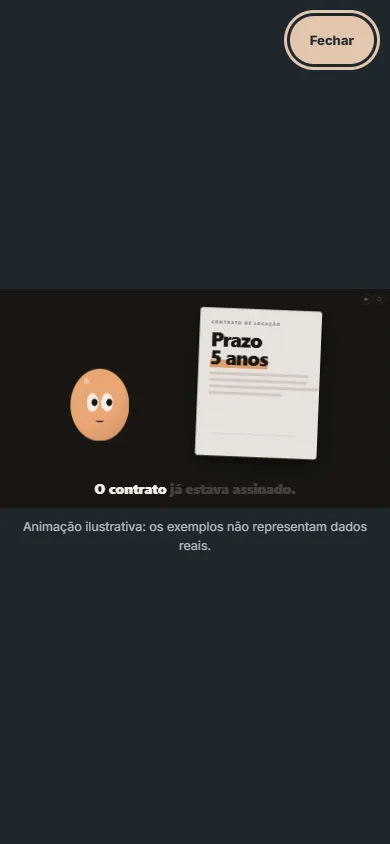 Fechar
CONTRATO DE LOCAÇÃO
Prazo
5 anos
O contrato já estava assinado.
Animação ilustrativa: os exemplos não representam dados
reais.